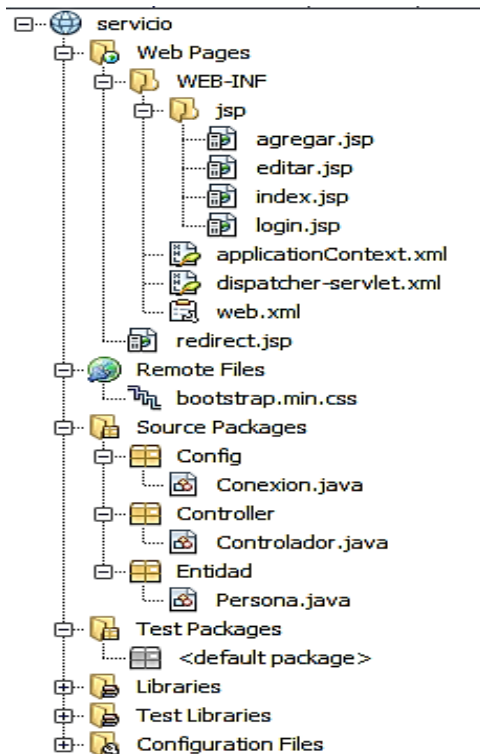 servicio
Web Pages
WEB-INF
jsp
agregar.jsp
editar.jsp
index.jsp
login.jsp
applicationContext.xml
dispatcher-servlet.xml
web.xml
redirect.jsp
Remote Files
bootstrap.min.css
Source Packages
Config
Conexion.java
Controller
Controlador.java
Entidad
Persona.java
Test Packages
<default package>
Libraries
Test Libraries
Configuration Files